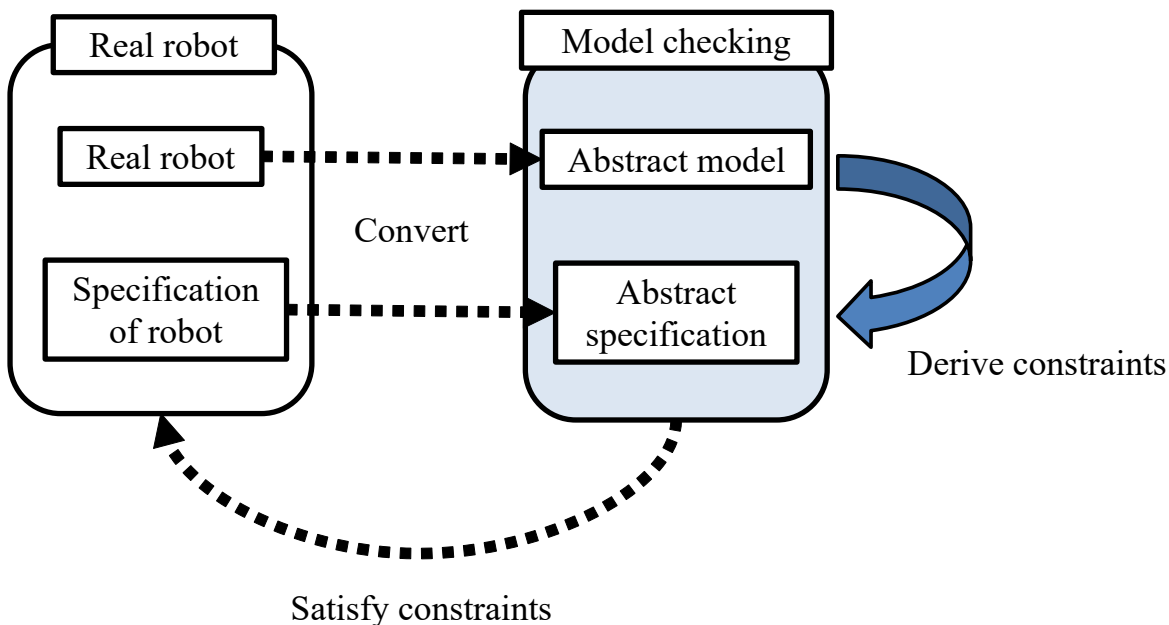 Real robot
Model checking
Real robot
Abstract model
Convert
Specification
of robot
Abstract
specification
Derive constraints
Satisfy constraints